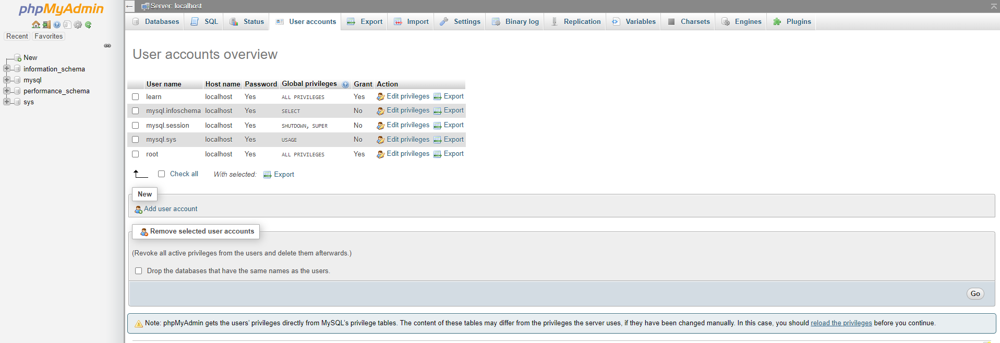 phpMyAdmin
Recent Favorites
New
information_schema
mysql
performance_schema
sys
Server: localhost
Databases SQL Status User accounts Export Import Settings Binary log Replication Variables Charsets Engines Plugins
User accounts overview
User name Host name Password Global privileges Grant Action
learn localhost Yes ALL PRIVILEGES Yes Edit privileges Export
mysql.infoschema localhost Yes SELECT No Edit privileges Export
mysql.session localhost Yes SHUTDOWN, SUPER No Edit privileges Export
mysql.sys localhost Yes USAGE No Edit privileges Export
root localhost Yes ALL PRIVILEGES Yes Edit privileges Export
Check all With selected: Export
New
Add user account
Remove selected user accounts
(Revoke all active privileges from the users and delete them afterwards.)
Drop the databases that have the same names as the users.
Go
Note: phpMyAdmin gets the users' privileges directly from MySQL's privilege tables. The content of these tables may differ from the privileges the server uses, if they have been changed manually. In this case, you should reload the privileges before you continue.